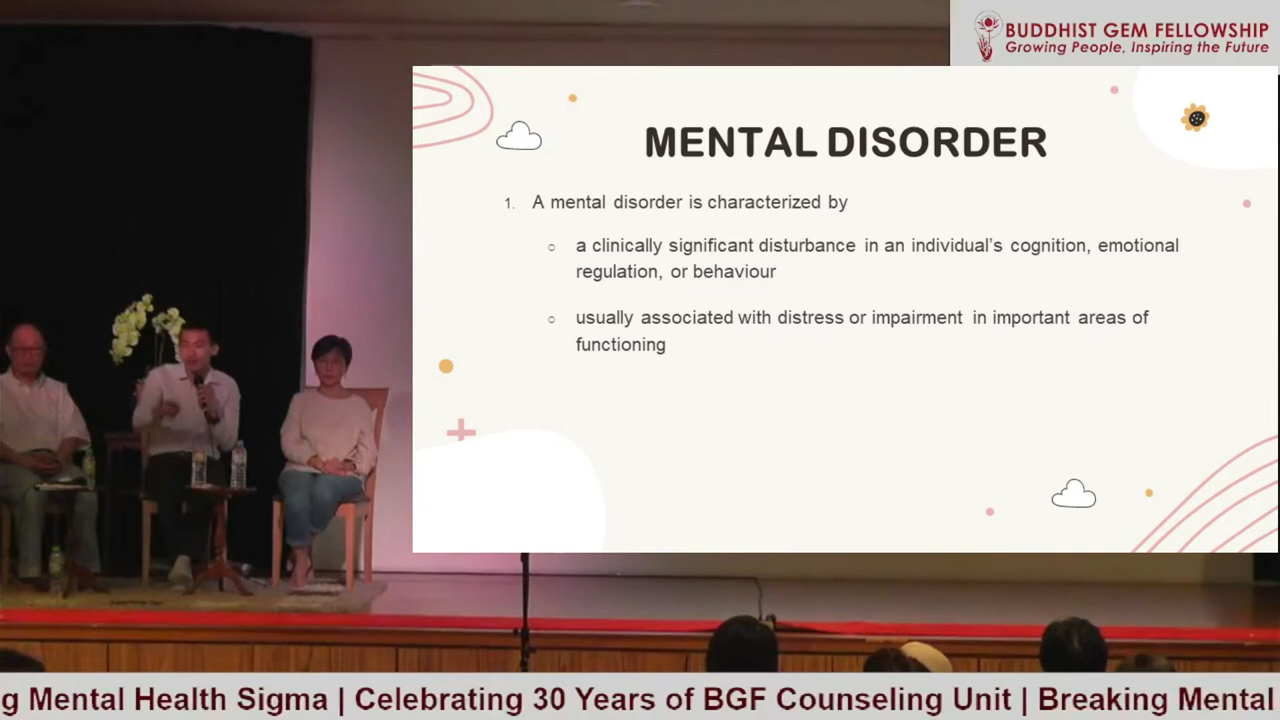 BUDDHIST GEM FELLOWSHIP
Growing People, Inspiring the Future
MENTAL DISORDER
1. A mental disorder is characterized by
○ a clinically significant disturbance in an individual's cognition, emotional
regulation, or behaviour
○ usually associated with distress or impairment in important areas of
functioning
g Mental Health Sigma | Celebrating 30 Years of BGF Counseling Unit | Breaking Mental